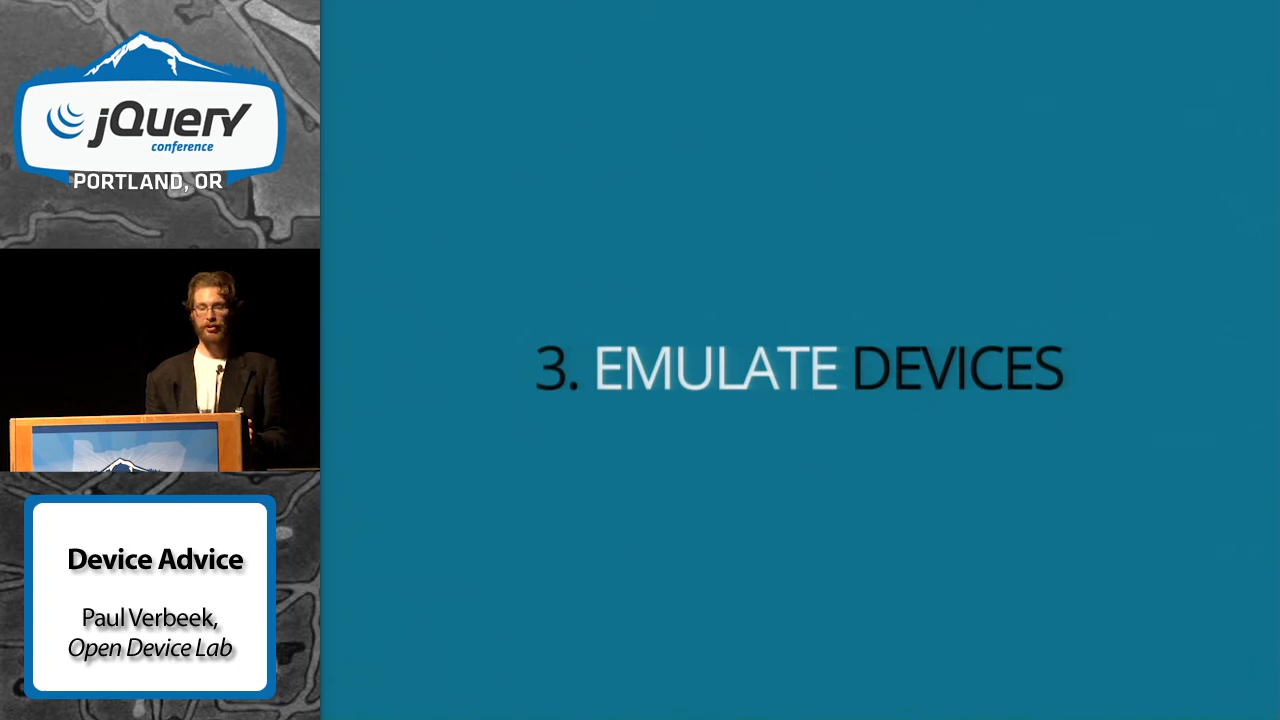 jQuery
conference
PORTLAND, OR
3. EMULATE DEVICES
Device Advice
Paul Verbeek,
Open Device Lab